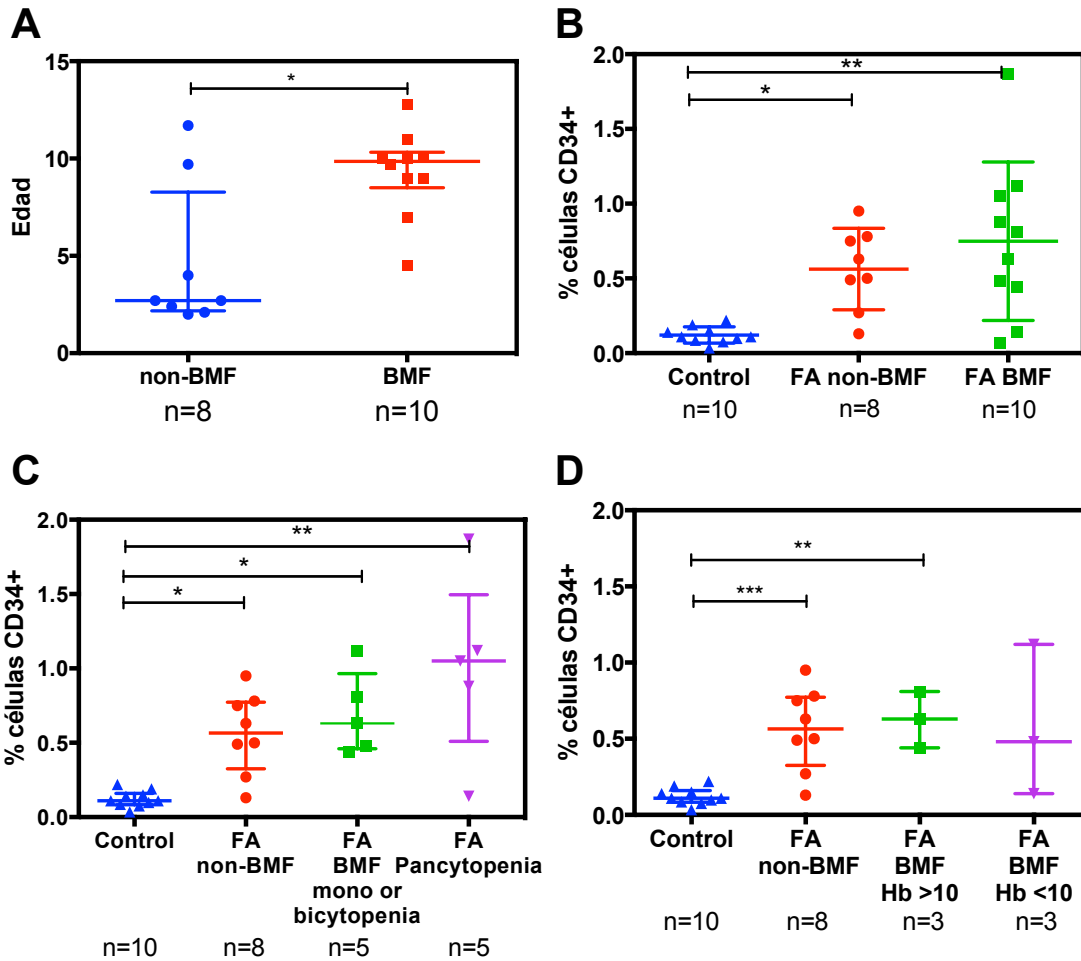 A
15
10
5
0
Edad
*
non-BMF
BMF
n=8
n=10
B
2.0
1.5
1.0
0.5
0.0
% células CD34+
**
*
Control
FA non-BMF
FA BMF
n=10
n=8
n=10
C
2.0
1.5
1.0
0.5
0.0
% células CD34+
**
*
*
Control
FA
non-BMF
FA
BMF
mono or
bicytopenia
FA
Pancytopenia
n=10
n=8
n=5
n=5
D
2.0
1.5
1.0
0.5
0.0
% células CD34+
**
***
Control
FA
non-BMF
FA
BMF
Hb >10
FA
BMF
Hb <10
n=10
n=8
n=3
n=3